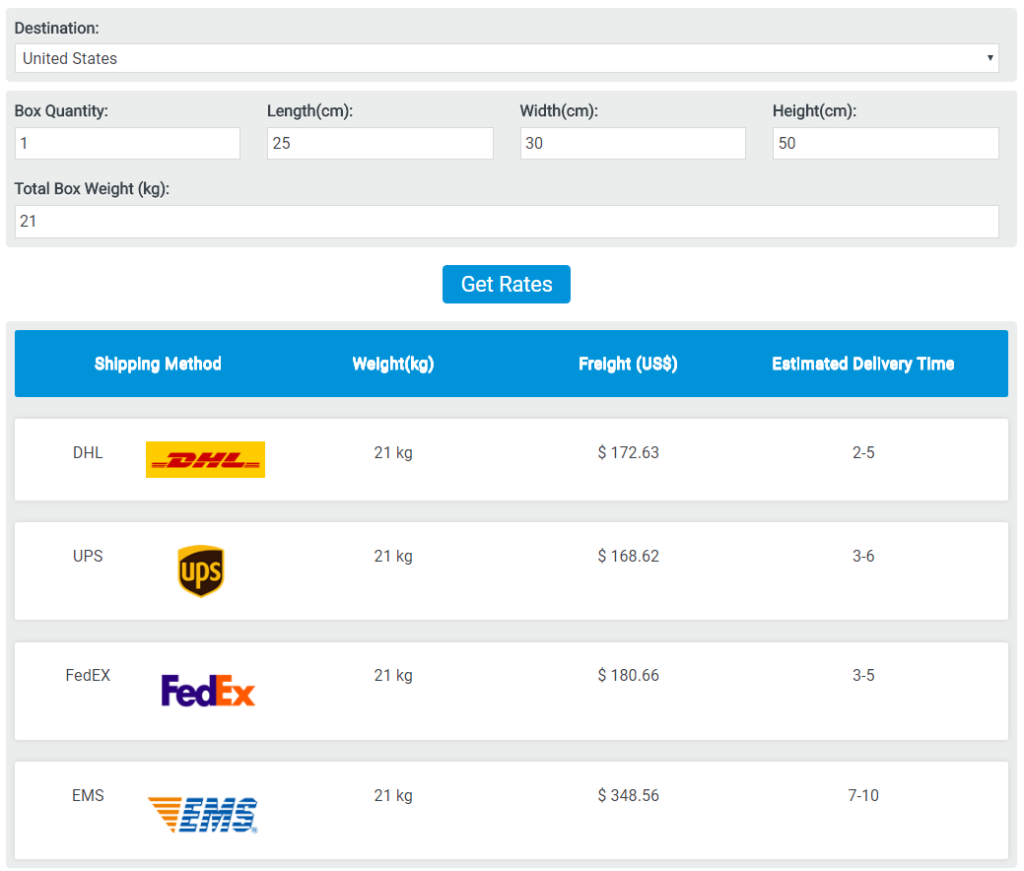 Destination:
United States
Box Quantity: Length(cm): Width(cm): Height(cm):
1 25 30 50
Total Box Weight (kg):
21
Get Rates
Shipping Method Weight(kg) Freight (US$) Estimated Delivery Time
DHL DHL 21 kg $ 172.63 2-5
UPS ups 21 kg $ 168.62 3-6
FedEX FedEx 21 kg $ 180.66 3-5
EMS EMS 21 kg $ 348.56 7-10